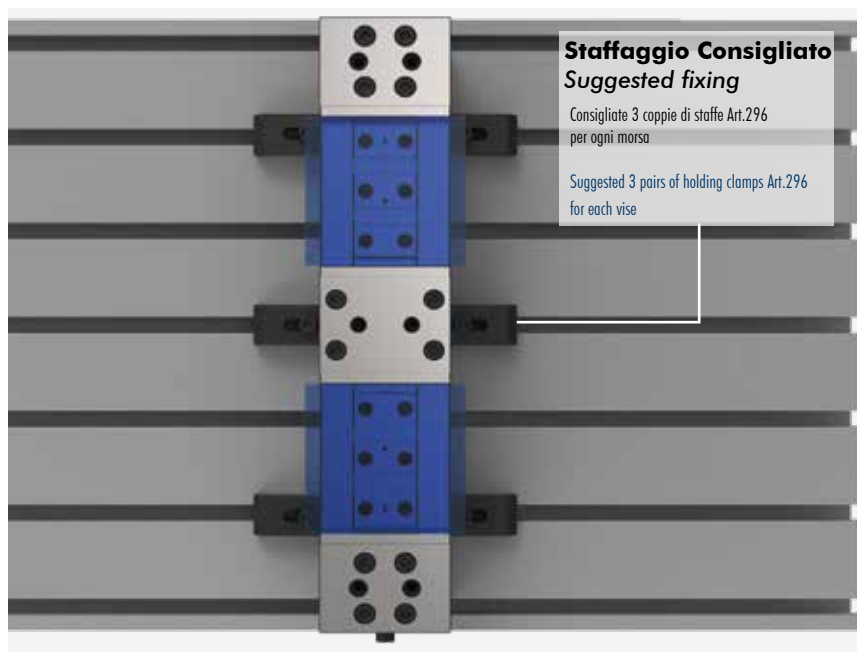 Staffaggio Consigliato
Suggested fixing
Consigliate 3 coppie di staffe Art.296
per ogni morsa
Suggested 3 pairs of holding clamps Art.296
for each vise